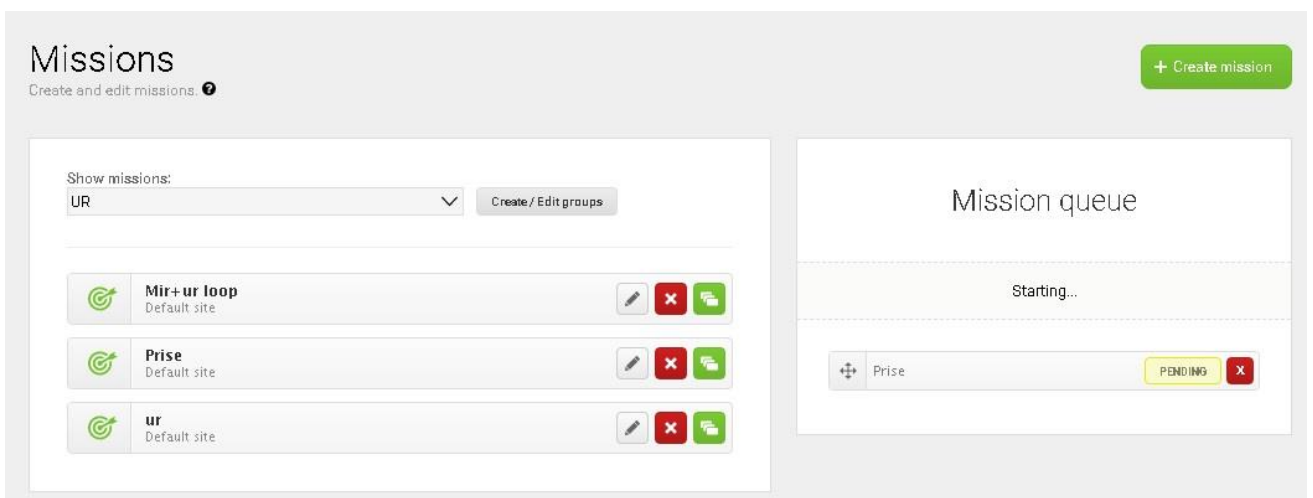 Missions
Create and edit missions. ?
+ Create mission
Show missions:
UR
Create / Edit groups
Mir+ur loop
Default site
Prise
Default site
ur
Default site
Mission queue
Starting...
Prise
PENDING
X